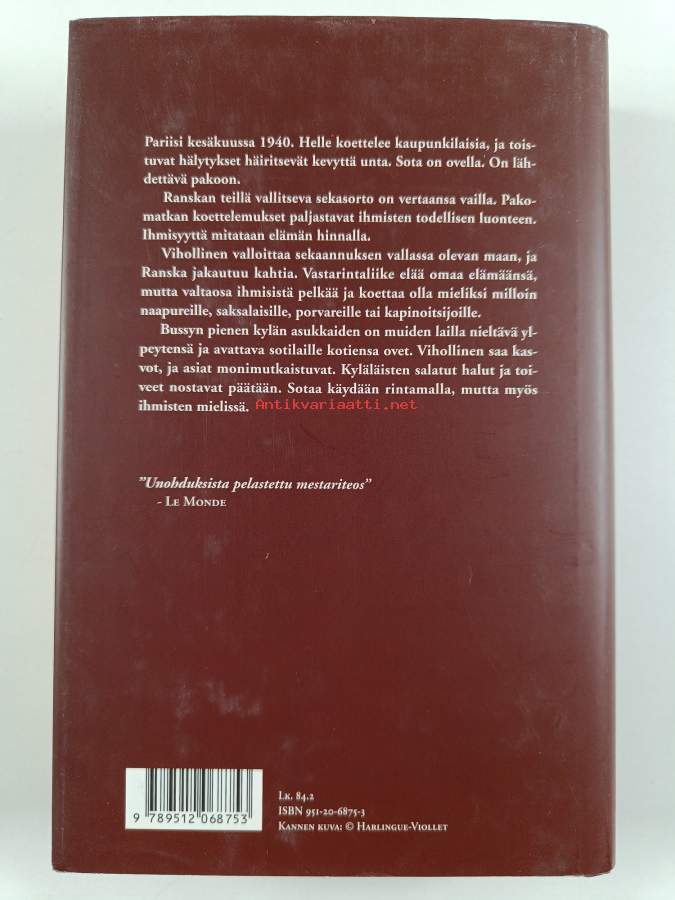 Pariisi kesäkuussa 1940. Helle koettelee kaupunkilaisia, ja tois-
tuvat hälytykset häiritsevät kevyttä unta. Sota on ovella. On läh-
dettävä pakoon.
Ranskan teillä vallitseva sekasorto on vertaansa vailla. Pako-
matkan koettelemukset paljastavat ihmisten todellisen luonteen.
Ihmisyyttä mitataan elämän hinnalla.
Vihollinen valloittaa sekaannuksen vallassa olevan maan, ja
Ranska jakautuu kahtia. Vastarintaliike elää omaa elämäänsä,
mutta valtaosa ihmisistä pelkää ja koettaa olla mieliksi milloin
naapureille, saksalaisille, porvareille tai kapinoitsijoille.
Bussyn pienen kylän asukkaiden on muiden lailla nieltävä yl-
peytensä ja avattava sotilaille kotiensa ovet. Vihollinen saa kas-
vot, ja asiat monimutkaistuvat. Kyläläisten salatut halut ja toi-
veet nostavat päätään. Sotaa käydään rintamalla, mutta myös
ihmisten mielissä.
Antikvariaatti.net
"Unohduksista pelastettu mestariteos"
- Le Monde
9 789512 068753
Lk. 84.2
ISBN 951-20-6875-3
Kannen kuva: © Harlingue-Viollet